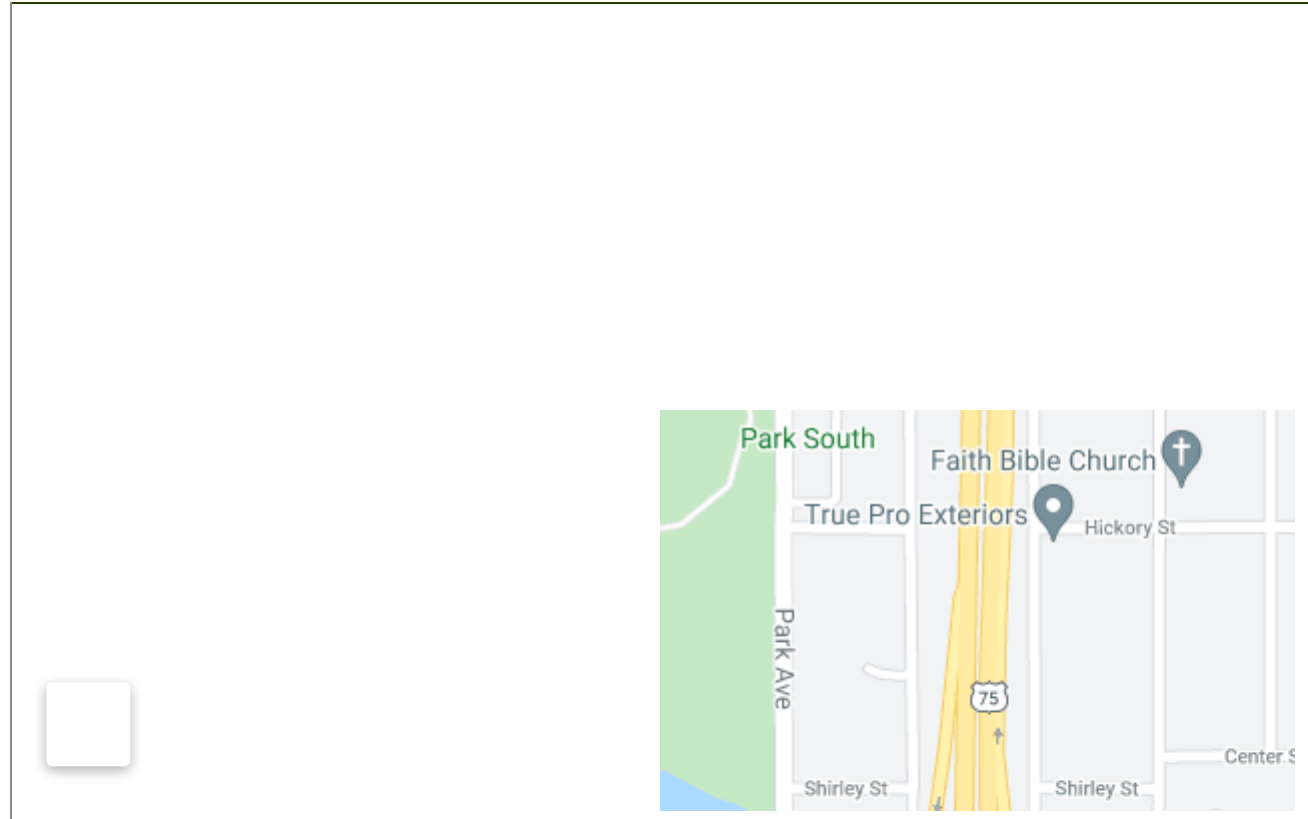 Park South
Faith Bible Church
True Pro Exteriors
Hickory St
Park Ave
75
Center S
Shirley St
Shirley St